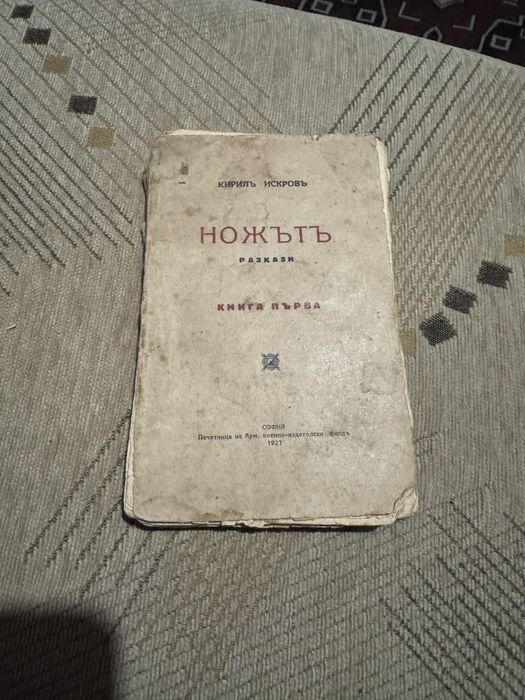 КИРИЛЪ ИСКРОВЪ
НОЖЪТЪ
РАЗКАЗИ
КНИГА ПЪРВА
СОФИЯ
Печатница на Арм. военно-издателски фондъ
1927